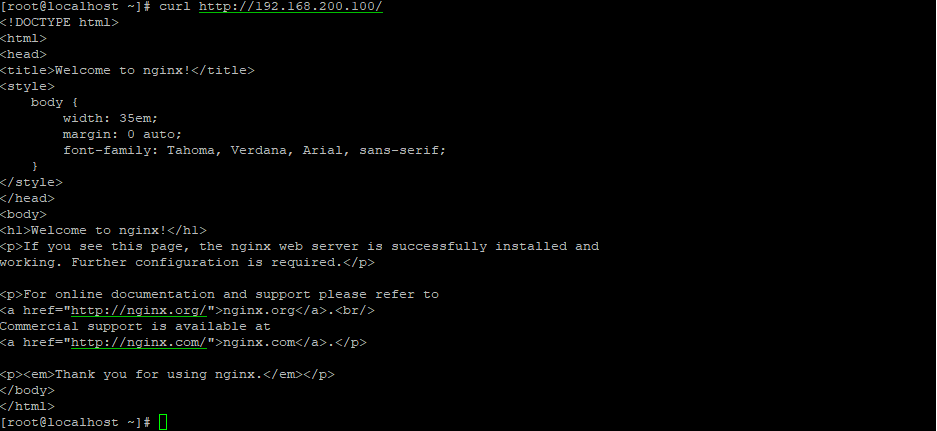 [root@localhost ~]# curl http://192.168.200.100/
<!DOCTYPE html>
<html>
<head>
<title>Welcome to nginx!</title>
<style>
    body {
        width: 35em;
        margin: 0 auto;
        font-family: Tahoma, Verdana, Arial, sans-serif;
    }
</style>
</head>
<body>
<h1>Welcome to nginx!</h1>
<p>If you see this page, the nginx web server is successfully installed and
working. Further configuration is required.</p>

<p>For online documentation and support please refer to
<a href="http://nginx.org/">nginx.org</a>.<br/>
Commercial support is available at
<a href="http://nginx.com/">nginx.com</a>.</p>

<p><em>Thank you for using nginx.</em></p>
</body>
</html>
[root@localhost ~]#